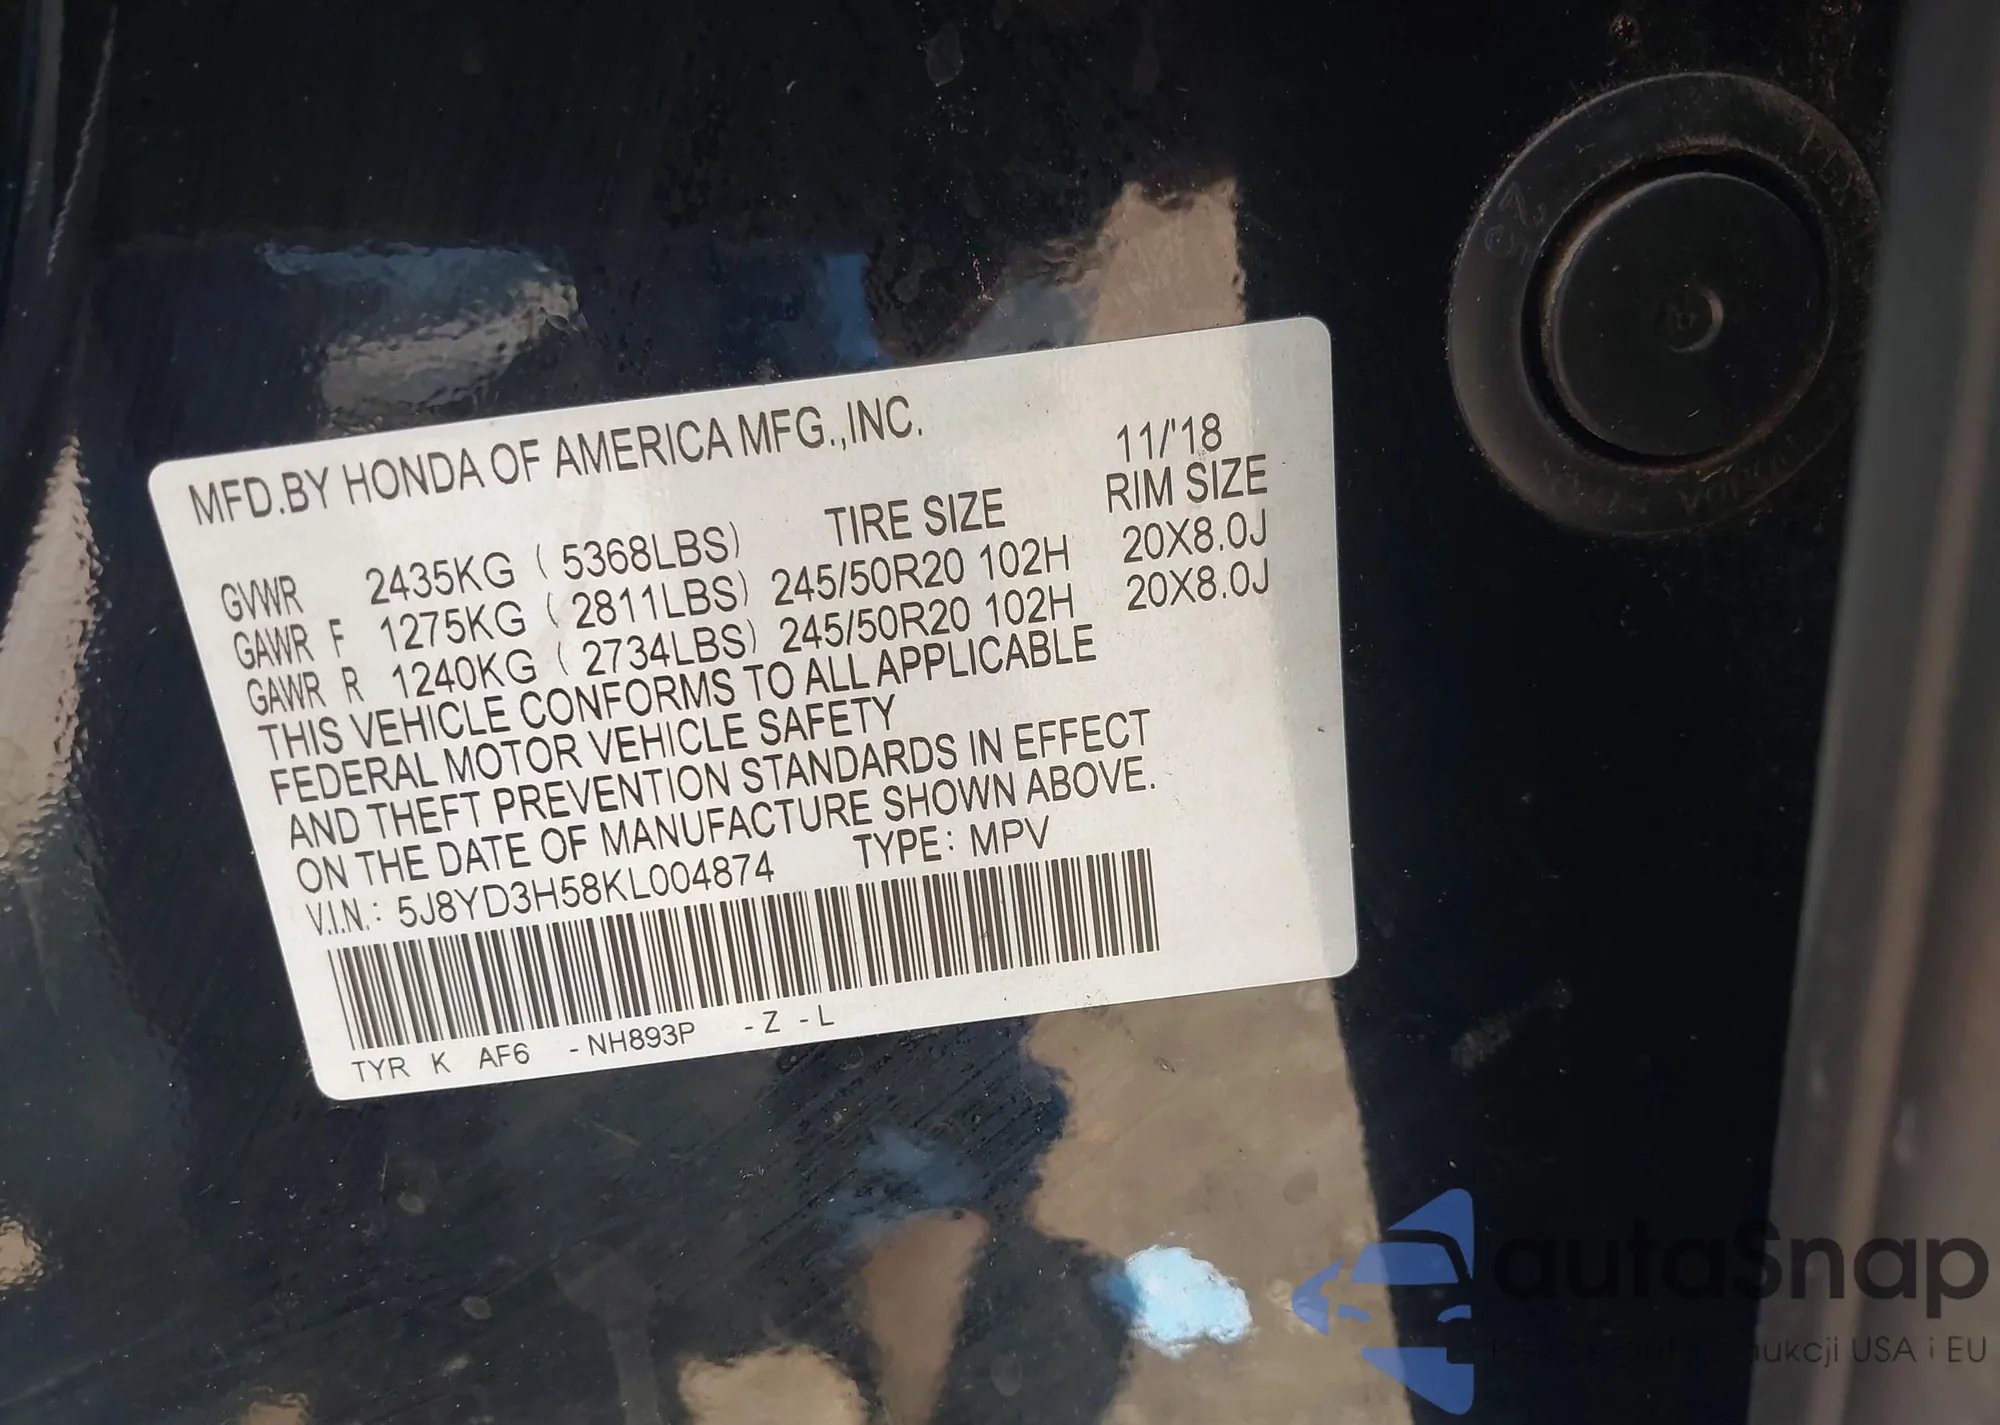 MFD.BY HONDA OF AMERICA MFG.,INC. 11/'18
TIRE SIZE RIM SIZE
GVWR 2435KG ( 5368LBS)
GAWR F 1275KG ( 2811LBS) 245/50R20 102H 20X8.0J
GAWR R 1240KG ( 2734LBS) 245/50R20 102H 20X8.0J
THIS VEHICLE CONFORMS TO ALL APPLICABLE
FEDERAL MOTOR VEHICLE SAFETY
AND THEFT PREVENTION STANDARDS IN EFFECT
ON THE DATE OF MANUFACTURE SHOWN ABOVE.
V.I.N.: 5J8YD3H58KL004874 TYPE: MPV
TYR K AF6 -NH893P -Z -L
25
autaSnap
USA i EU